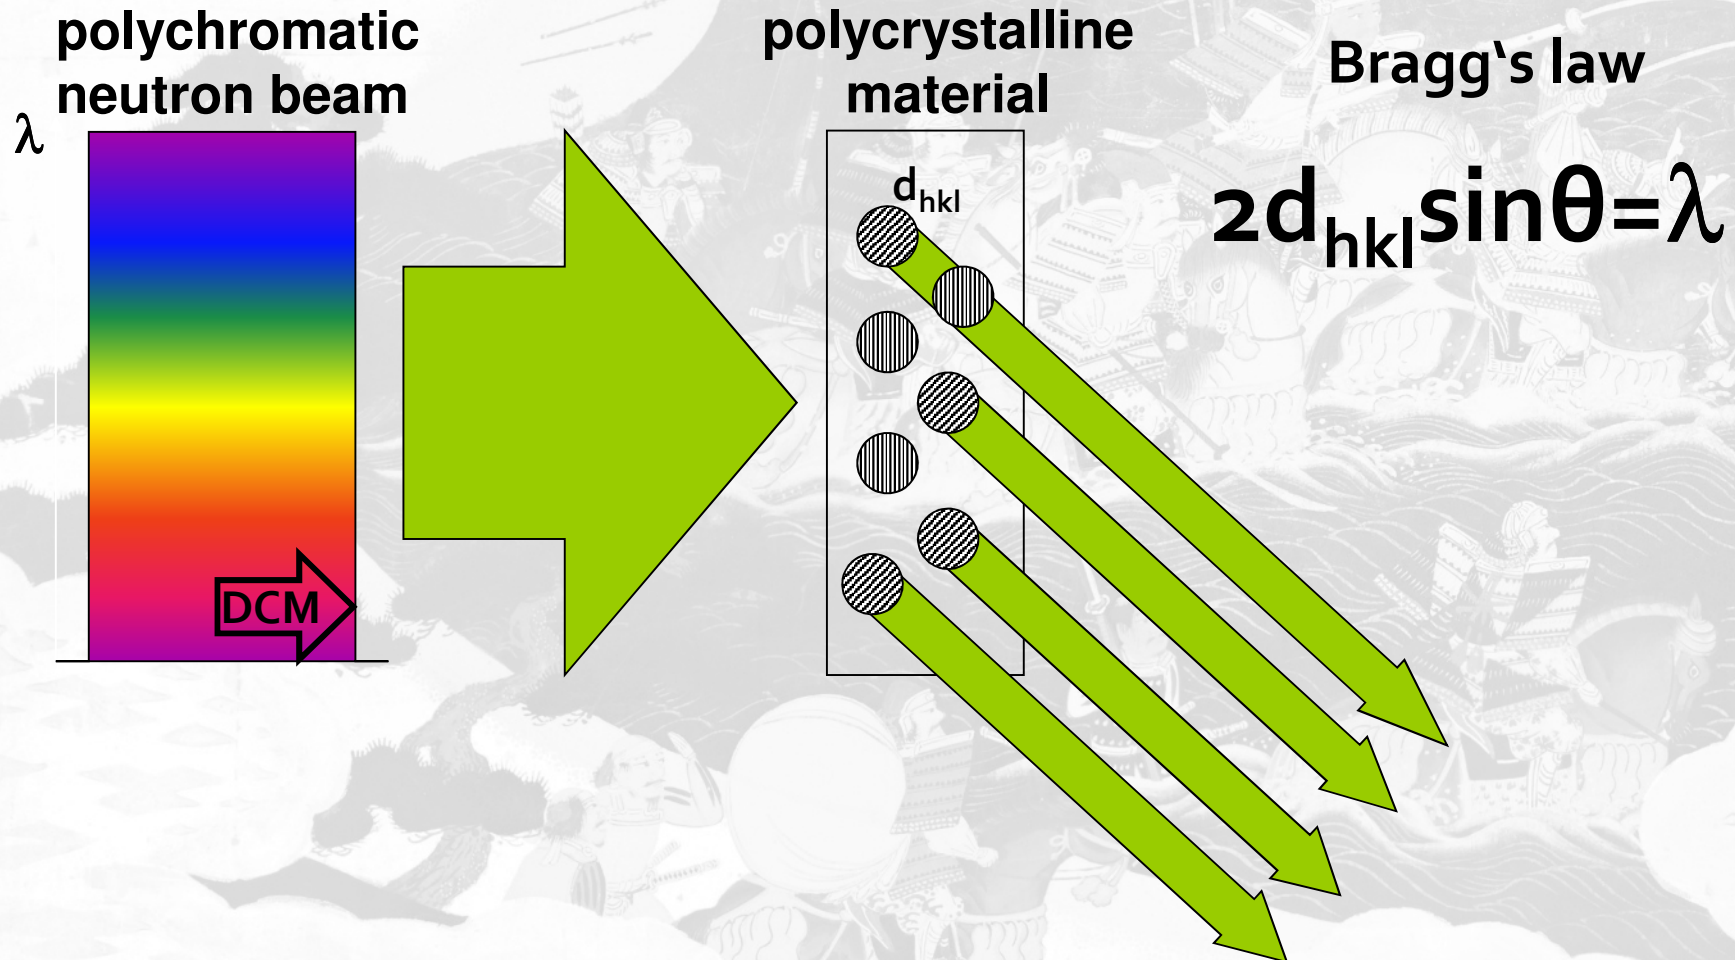 polychromatic
neutron beam
λ
DCM
polycrystalline
material
d_hkl
Bragg‘s law
2d_hkl sinθ=λ